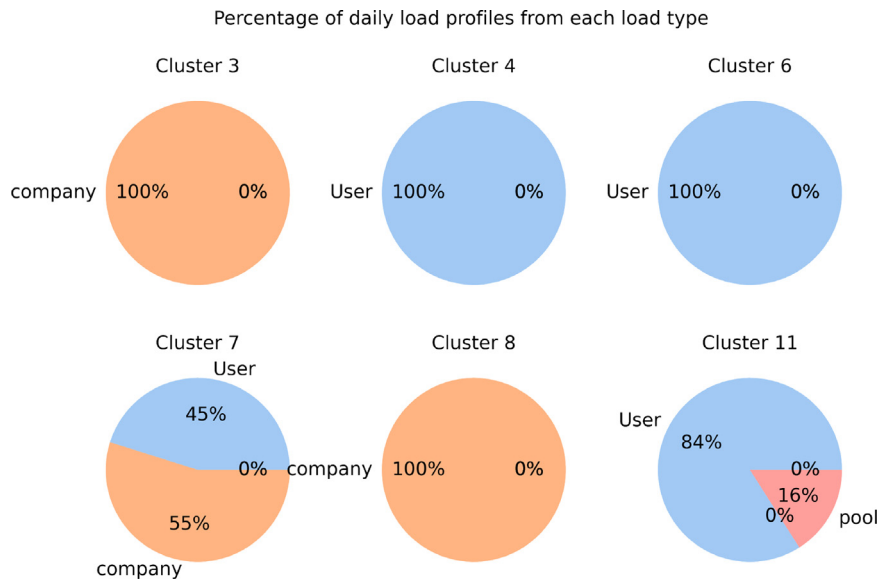 Percentage of daily load profiles from each load type
Cluster 3
Cluster 4
Cluster 6
company 100% 0%
User 100% 0%
User 100% 0%
Cluster 7
Cluster 8
Cluster 11
User
45%
0%
55%
company
company 100% 0%
User
84%
0%
16%
0%
pool